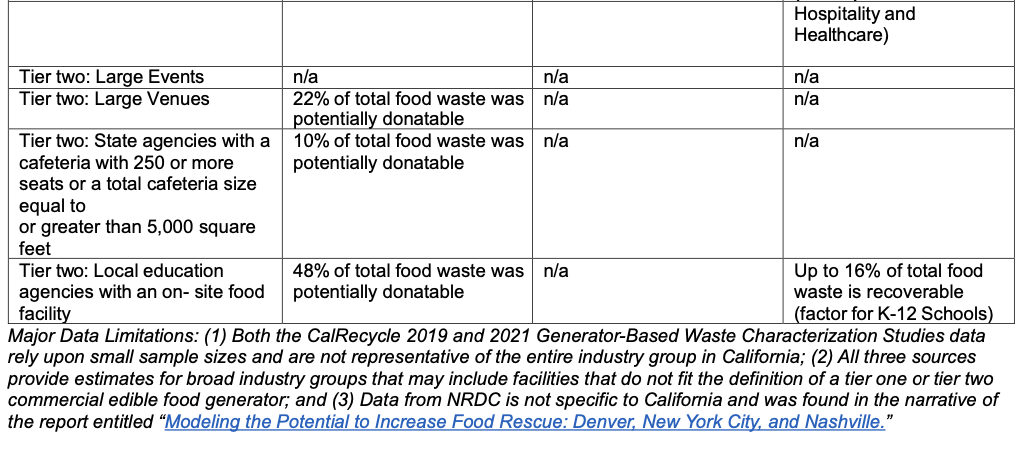 Hospitality and
Healthcare)
Tier two: Large Events n/a n/a n/a
Tier two: Large Venues 22% of total food waste was n/a n/a
potentially donatable
Tier two: State agencies with a 10% of total food waste was n/a n/a
cafeteria with 250 or more potentially donatable
seats or a total cafeteria size
equal to
or greater than 5,000 square
feet
Tier two: Local education 48% of total food waste was n/a Up to 16% of total food
agencies with an on- site food potentially donatable waste is recoverable
facility (factor for K-12 Schools)
Major Data Limitations: (1) Both the CalRecycle 2019 and 2021 Generator-Based Waste Characterization Studies data
rely upon small sample sizes and are not representative of the entire industry group in California; (2) All three sources
provide estimates for broad industry groups that may include facilities that do not fit the definition of a tier one or tier two
commercial edible food generator; and (3) Data from NRDC is not specific to California and was found in the narrative of
the report entitled “Modeling the Potential to Increase Food Rescue: Denver, New York City, and Nashville.”